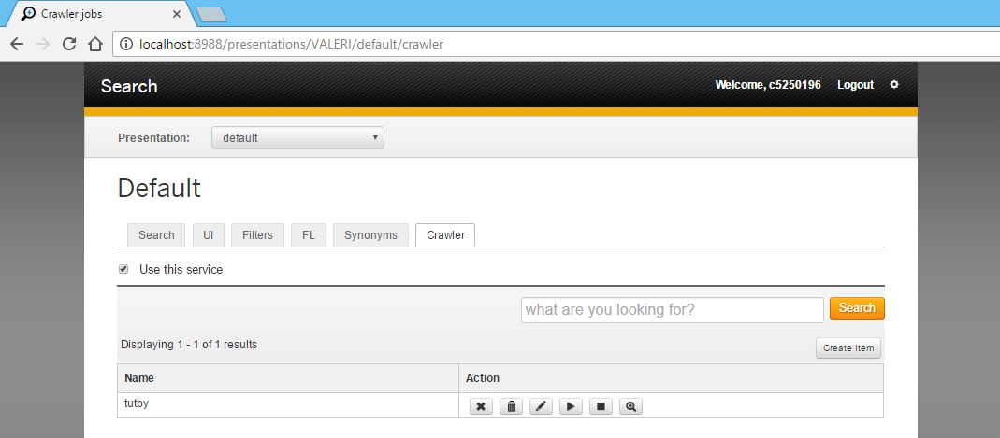 Crawler jobs
localhost:8988/presentations/VALERI/default/crawler
Search Welcome, c5250196 Logout
Presentation: default
Default
Search UI Filters FL Synonyms Crawler
Use this service
what are you looking for? Search
Displaying 1 - 1 of 1 results
Create Item
Name Action
tutby